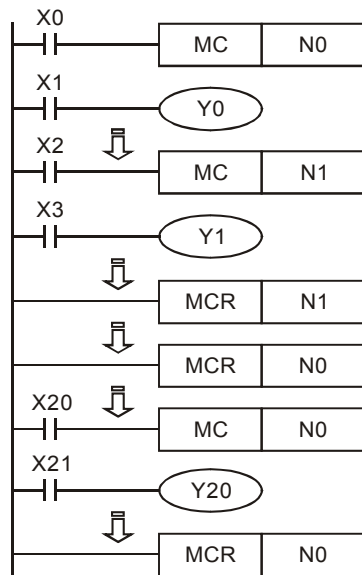 X0
MC N0
X1
Y0
X2
MC N1
X3
Y1
MCR N1
MCR N0
X20
MC N0
X21
Y20
MCR N0